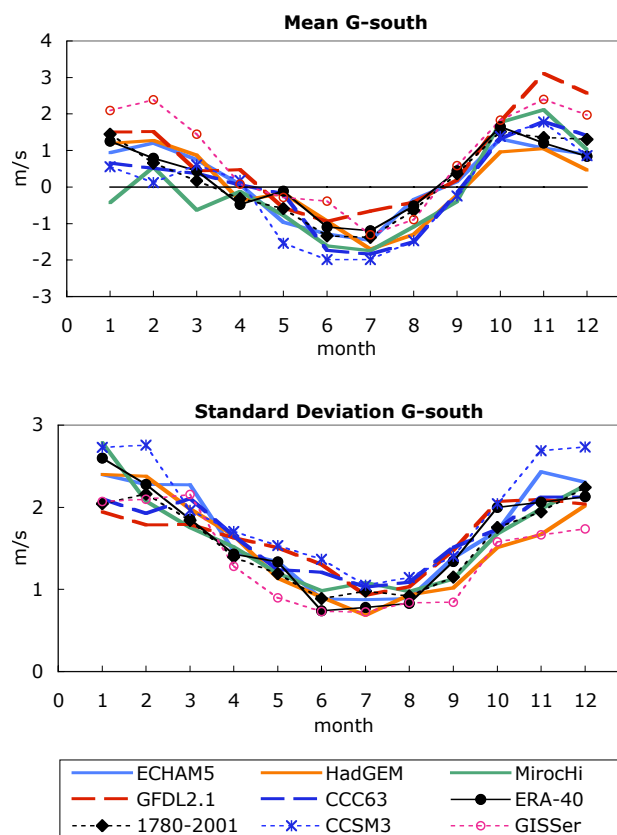 Mean G-south
4
3
2
1
0
-1
-2
-3
m/s
0 1 2 3 4 5 6 7 8 9 10 11 12
month
Standard Deviation G-south
3
2
1
0
m/s
0 1 2 3 4 5 6 7 8 9 10 11 12
month
ECHAM5 HadGEM MirocHi
GFDL2.1 CCC63 ERA-40
1780-2001 CCSM3 GISSer